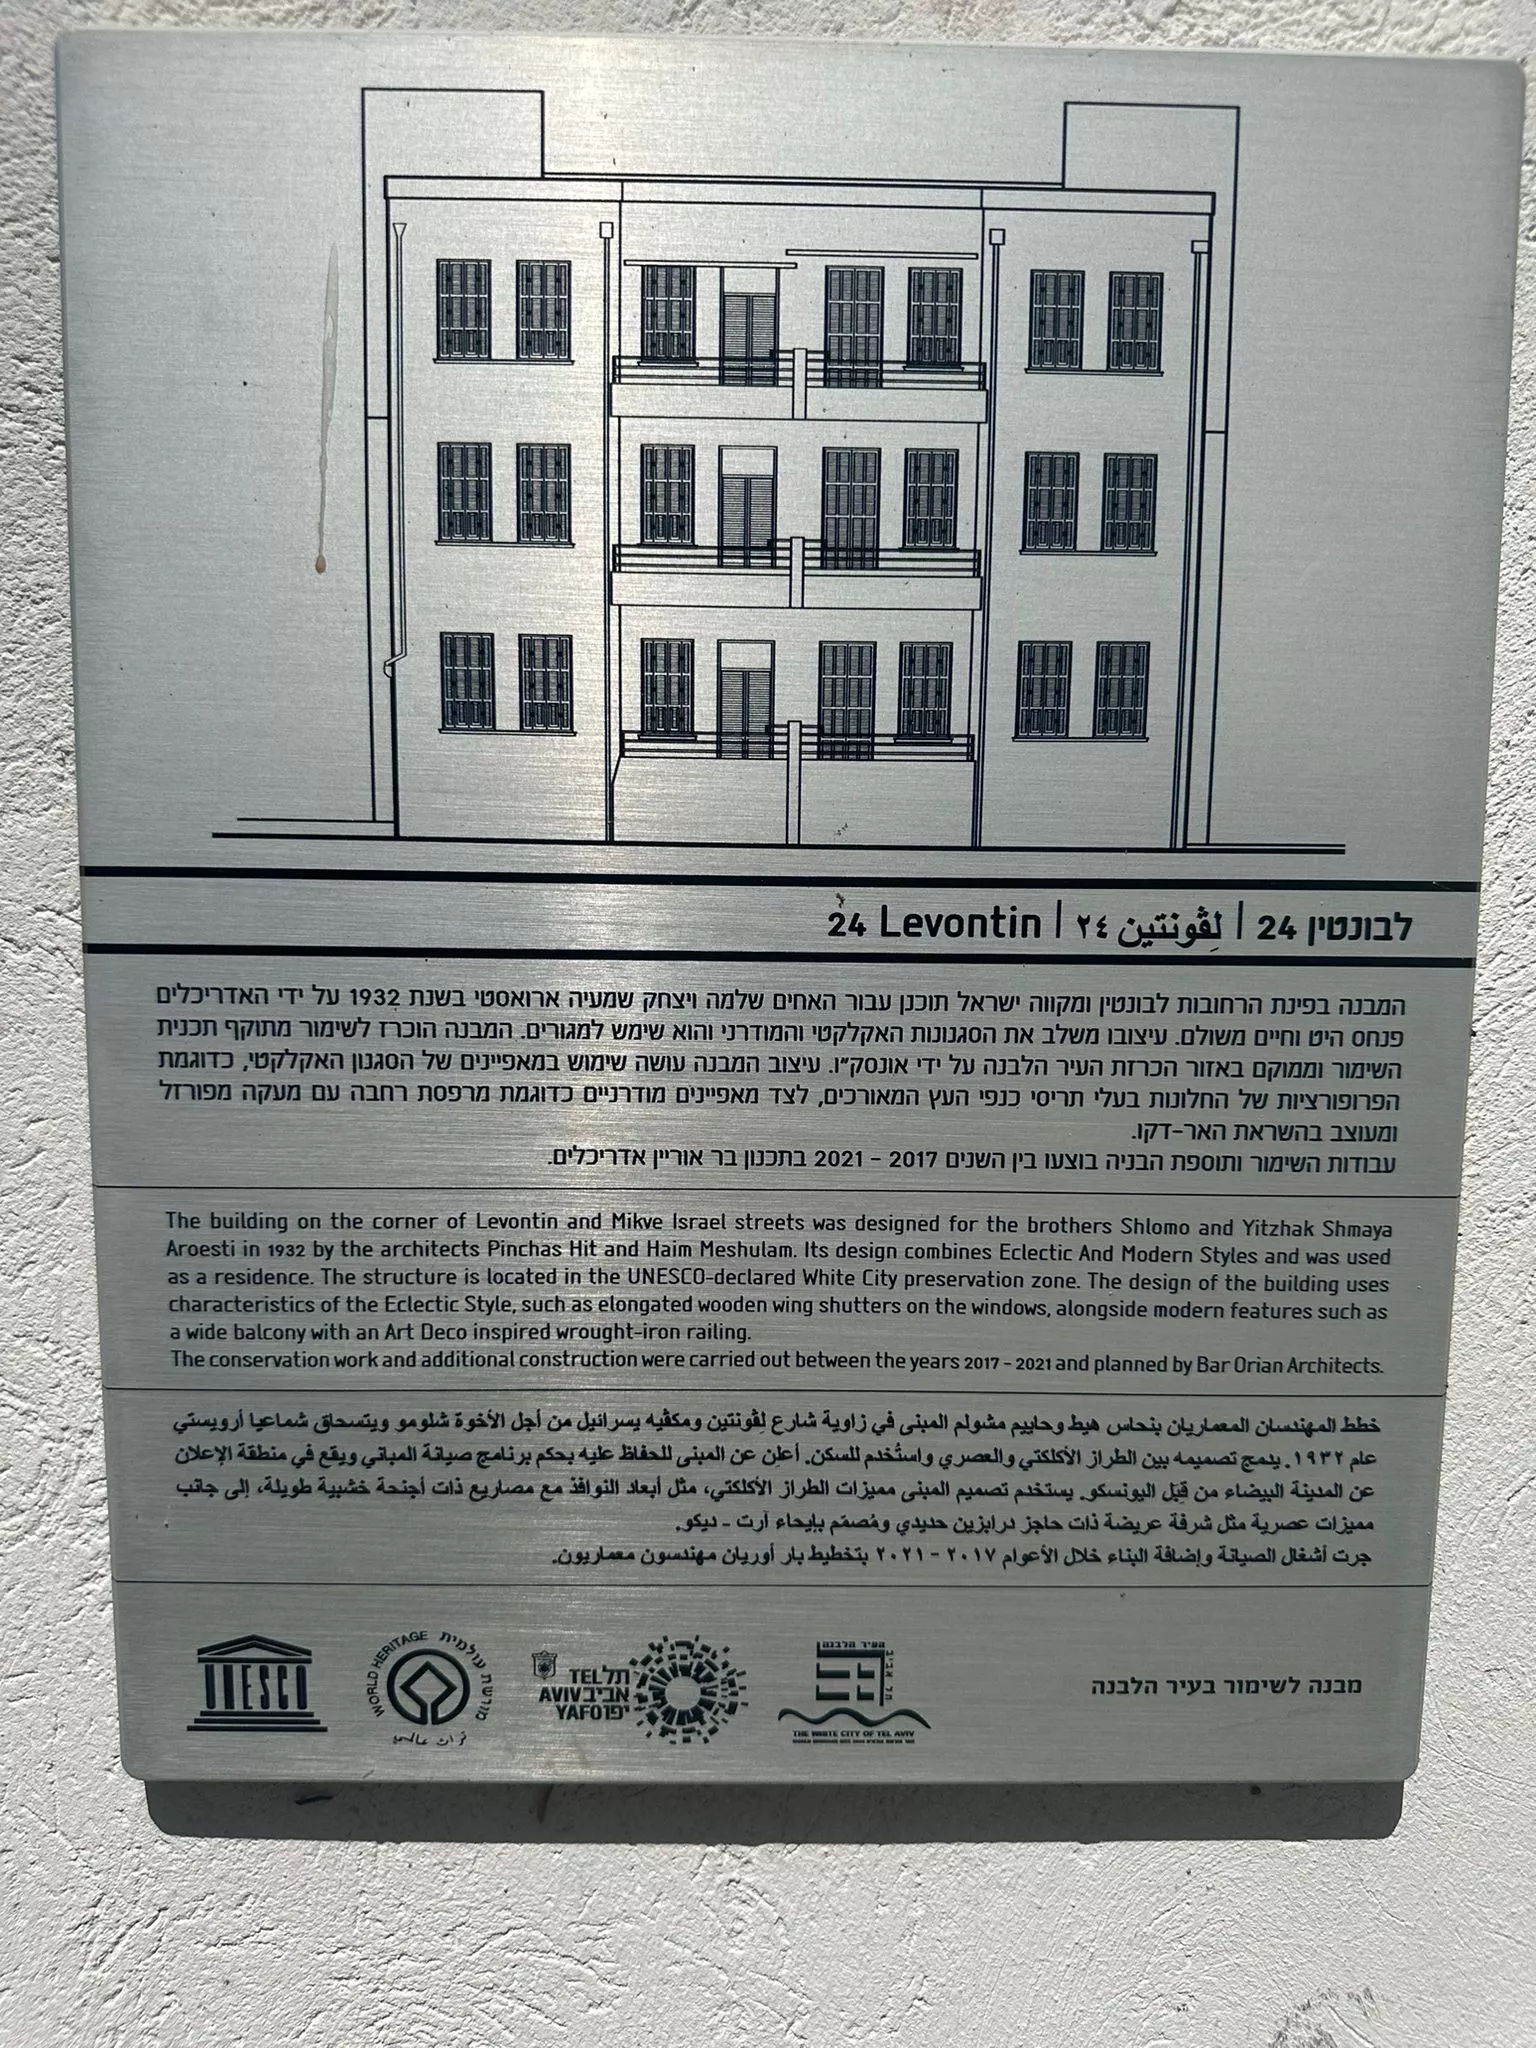 לבונטין 24 | لِڤونتين ٢٤ | 24 Levontin
המבנה בפינת הרחובות לבונטין ומקווה ישראל תוכנן עבור האחים שלמה ויצחק שמעיה ארואסטי בשנת 1932 על ידי האדריכלים
פנחס היט וחיים משולם. עיצובו משלב את הסגנונות האקלקטי והמודרני והוא שימש למגורים. המבנה הוכרז לשימור מתוקף תכנית
השימור וממוקם באזור הכרזת העיר הלבנה על ידי אונסק״ו. עיצוב המבנה עושה שימוש במאפיינים של הסגנון האקלקטי, כדוגמת
הפרופורציות של החלונות בעלי תריסי כנפי העץ המאורכים, לצד מאפיינים מודרניים כדוגמת מרפסת רחבה עם מעקה מפורזל
ומעוצב בהשראת האר-דקו.
עבודות השימור ותוספת הבניה בוצעו בין השנים 2017 - 2021 בתכנון בר אוריין אדריכלים.
The building on the corner of Levontin and Mikve Israel streets was designed for the brothers Shlomo and Yitzhak Shmaya
Aroesti in 1932 by the architects Pinchas Hit and Haim Meshulam. Its design combines Eclectic And Modern Styles and was used
as a residence. The structure is located in the UNESCO-declared White City preservation zone. The design of the building uses
characteristics of the Eclectic Style, such as elongated wooden wing shutters on the windows, alongside modern features such as
a wide balcony with an Art Deco inspired wrought-iron railing.
The conservation work and additional construction were carried out between the years 2017 - 2021 and planned by Bar Orian Architects.
خطط المهندسان المعماريان بنحاس هيط وحاييم مشولم المبنى في زاوية شارع لِڤونتين ومكڤيه يسرائيل من أجل الأخوة شلومو ويتسحاق شماعيا أرويستي
عام ١٩٣٢. يدمج تصميمه بين الطراز الأكلكتي والعصري واستُخدم للسكن. أعلن عن المبنى للحفاظ عليه بحكم برنامج صيانة المباني ويقع في منطقة الإعلان
عن المدينة البيضاء من قِبَل اليونسكو. يستخدم تصميم المبنى مميزات الطراز الأكلكتي، مثل أبعاد النوافذ مع مصاريع ذات أجنحة خشبية طويلة، إلى جانب
مميزات عصرية مثل شرفة عريضة ذات حاجز درابزين حديدي ومُصمّم بإيحاء آرت - ديكو.
جرت أشغال الصيانة وإضافة البناء خلال الأعوام ٢٠١٧ - ٢٠٢١ بتخطيط بار أوريان مهندسون معماريون.
UNESCO
WORLD HERITAGE
מורשת עולמית
تراث عالمي
TEL תל
AVIV אביב
YAFO יפו
העיר הלבנה
תל אביב
THE WHITE CITY OF TEL AVIV
מבנה לשימור בעיר הלבנה